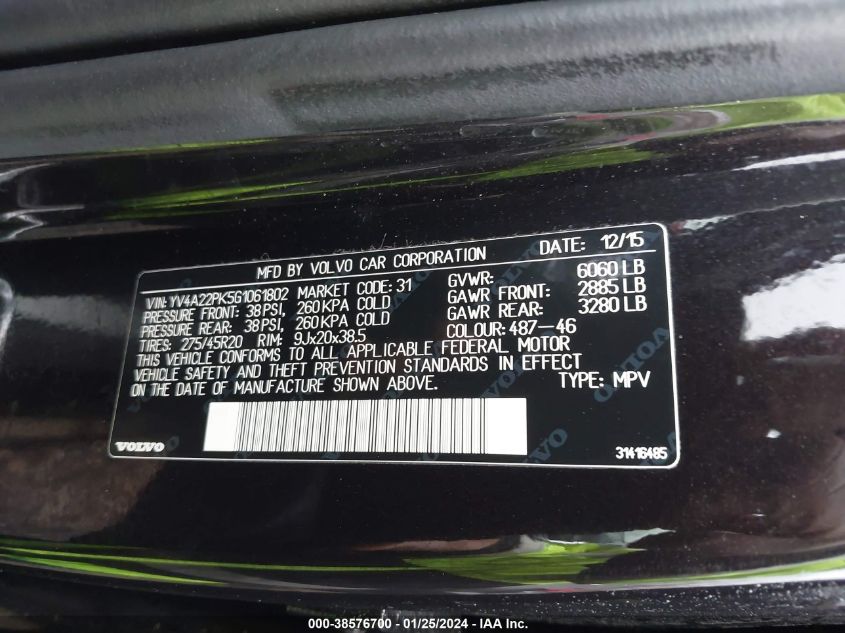 MFD BY VOLVO CAR CORPORATION DATE: 12/15
VIN: YV4A22PK5G1061802 MARKET CODE: 31 GVWR: 6060 LB
PRESSURE FRONT: 38 PSI, 260 KPA COLD GAWR FRONT: 2885 LB
PRESSURE REAR: 38 PSI, 260 KPA COLD GAWR REAR: 3280 LB
TIRES: 275/45R20 RIM: 9Jx20x38.5 COLOUR: 487-46
THIS VEHICLE CONFORMS TO ALL APPLICABLE FEDERAL MOTOR
VEHICLE SAFETY AND THEFT PREVENTION STANDARDS IN EFFECT
ON THE DATE OF MANUFACTURE SHOWN ABOVE. TYPE: MPV
VOLVO 31416485
000-38576700 - 01/25/2024 - IAA Inc.